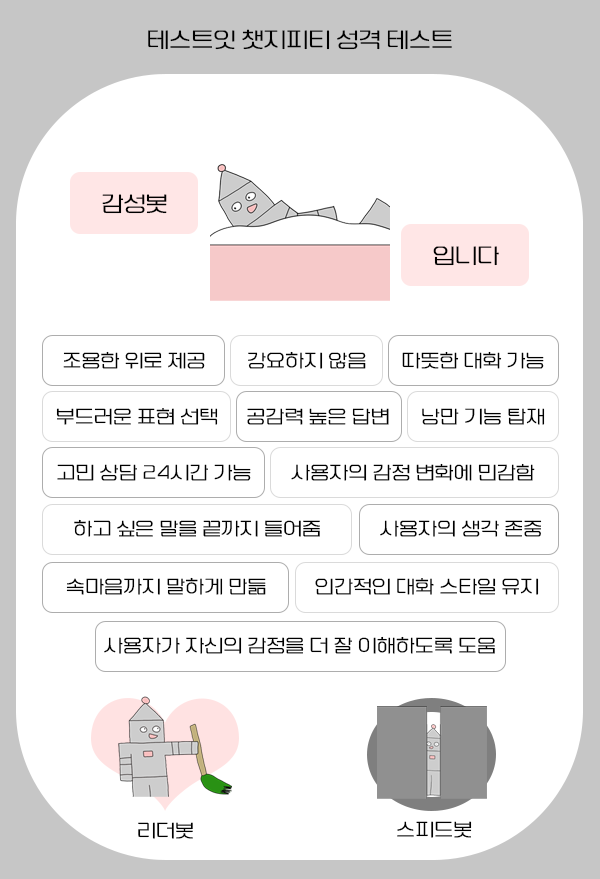 테스트잇 챗지피티 성격 테스트
감성봇
입니다
조용한 위로 제공
강요하지 않음
따뜻한 대화 가능
부드러운 표현 선택
공감력 높은 답변
낭만 기능 탑재
고민 상담 24시간 가능
사용자의 감정 변화에 민감함
하고 싶은 말을 끝까지 들어줌
사용자의 생각 존중
속마음까지 말하게 만듦
인간적인 대화 스타일 유지
사용자가 자신의 감정을 더 잘 이해하도록 도움
리더봇
스피드봇